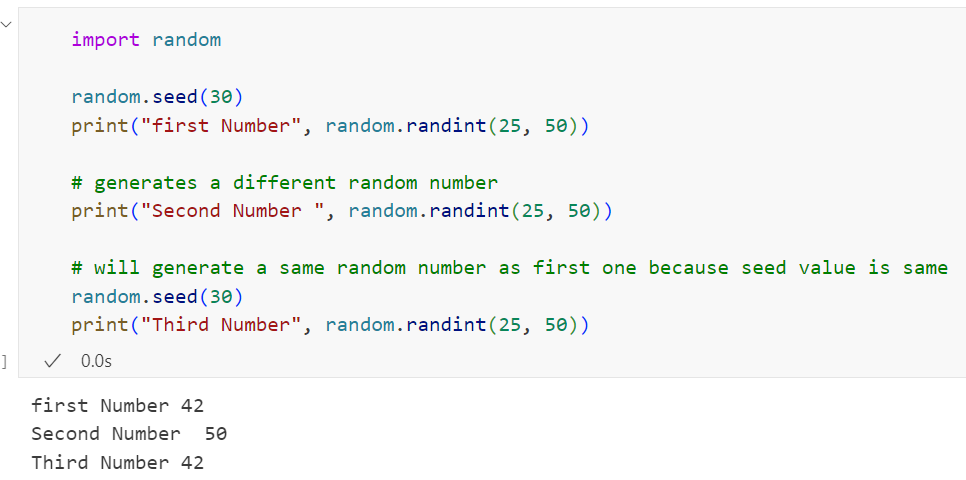 import random
random.seed(30)
print("first Number", random.randint(25, 50))
# generates a different random number
print("Second Number ", random.randint(25, 50))
# will generate a same random number as first one because seed value is same
random.seed(30)
print("Third Number", random.randint(25, 50))
] 0.0s
first Number 42
Second Number  50
Third Number 42